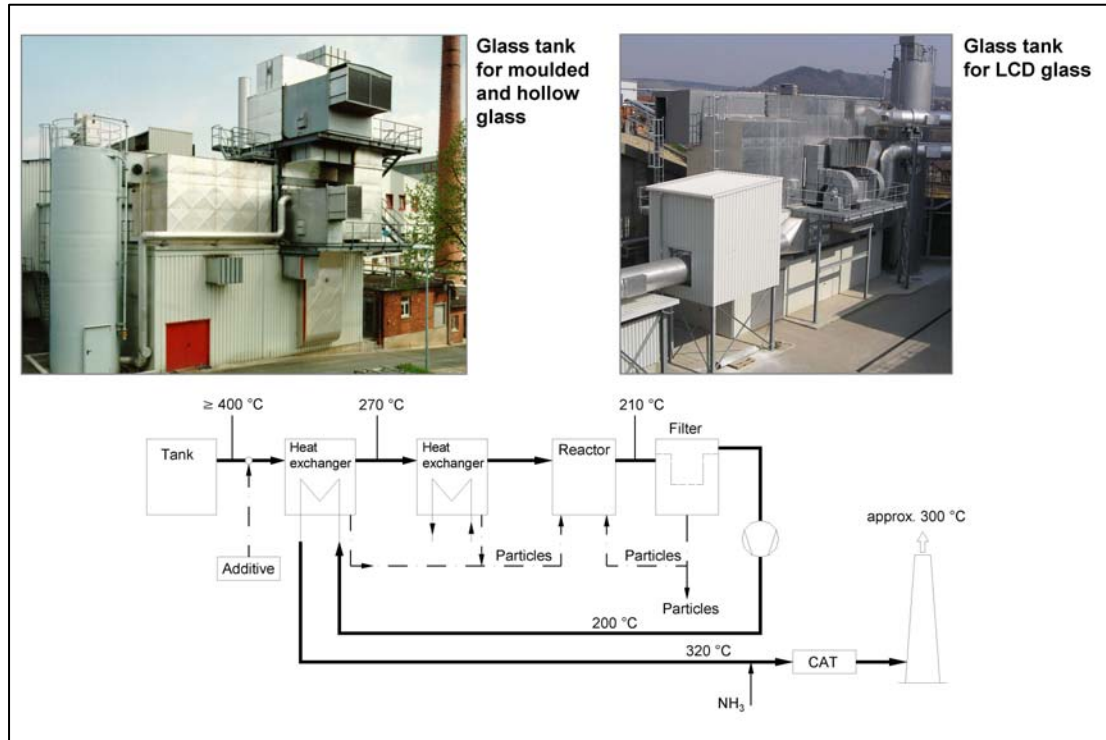 Glass tank
for moulded
and hollow
glass
Glass tank
for LCD glass
≥ 400 °C
270 °C
210 °C
Tank
Heat
exchanger
Heat
exchanger
Reactor
Filter
approx. 300 °C
Additive
Particles
Particles
Particles
200 °C
320 °C
CAT
NH₃